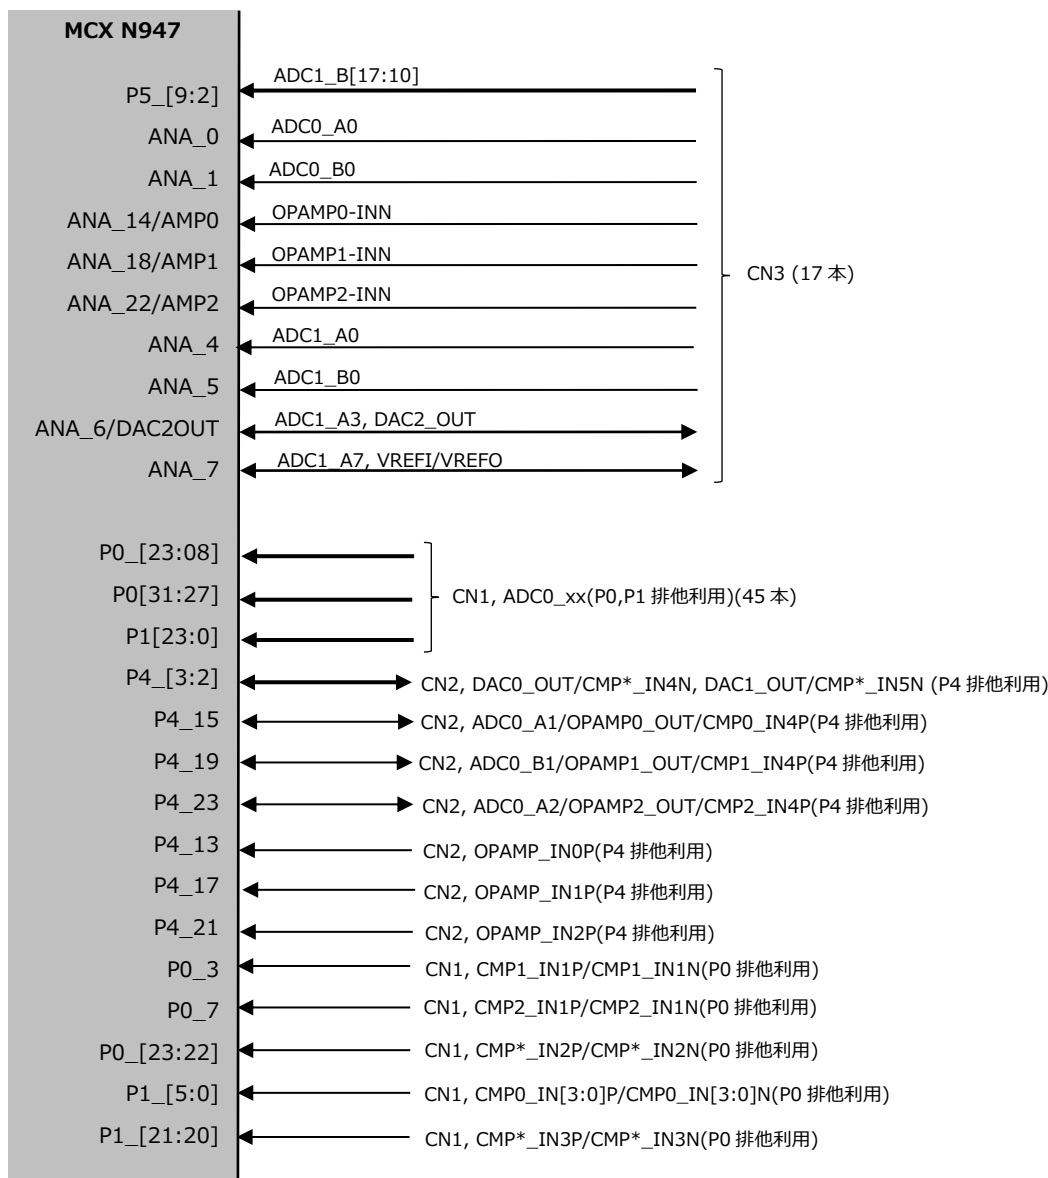 MCX N947
P5_[9:2] ADC1_B[17:10]
ANA_0 ADC0_A0
ANA_1 ADC0_B0
ANA_14/AMP0 OPAMP0-INN
ANA_18/AMP1 OPAMP1-INN
CN3 (17 本)
ANA_22/AMP2 OPAMP2-INN
ANA_4 ADC1_A0
ANA_5 ADC1_B0
ANA_6/DAC2OUT ADC1_A3, DAC2_OUT
ANA_7 ADC1_A7, VREFI/VREFO
P0_[23:08]
P0[31:27] CN1, ADC0_xx(P0,P1 排他利用)(45 本)
P1[23:0]
P4_[3:2] CN2, DAC0_OUT/CMP*_IN4N, DAC1_OUT/CMP*_IN5N (P4 排他利用)
P4_15 CN2, ADC0_A1/OPAMP0_OUT/CMP0_IN4P(P4 排他利用)
P4_19 CN2, ADC0_B1/OPAMP1_OUT/CMP1_IN4P(P4 排他利用)
P4_23 CN2, ADC0_A2/OPAMP2_OUT/CMP2_IN4P(P4 排他利用)
P4_13 CN2, OPAMP_IN0P(P4 排他利用)
P4_17 CN2, OPAMP_IN1P(P4 排他利用)
P4_21 CN2, OPAMP_IN2P(P4 排他利用)
P0_3 CN1, CMP1_IN1P/CMP1_IN1N(P0 排他利用)
P0_7 CN1, CMP2_IN1P/CMP2_IN1N(P0 排他利用)
P0_[23:22] CN1, CMP*_IN2P/CMP*_IN2N(P0 排他利用)
P1_[5:0] CN1, CMP0_IN[3:0]P/CMP0_IN[3:0]N(P0 排他利用)
P1_[21:20] CN1, CMP*_IN3P/CMP*_IN3N(P0 排他利用)